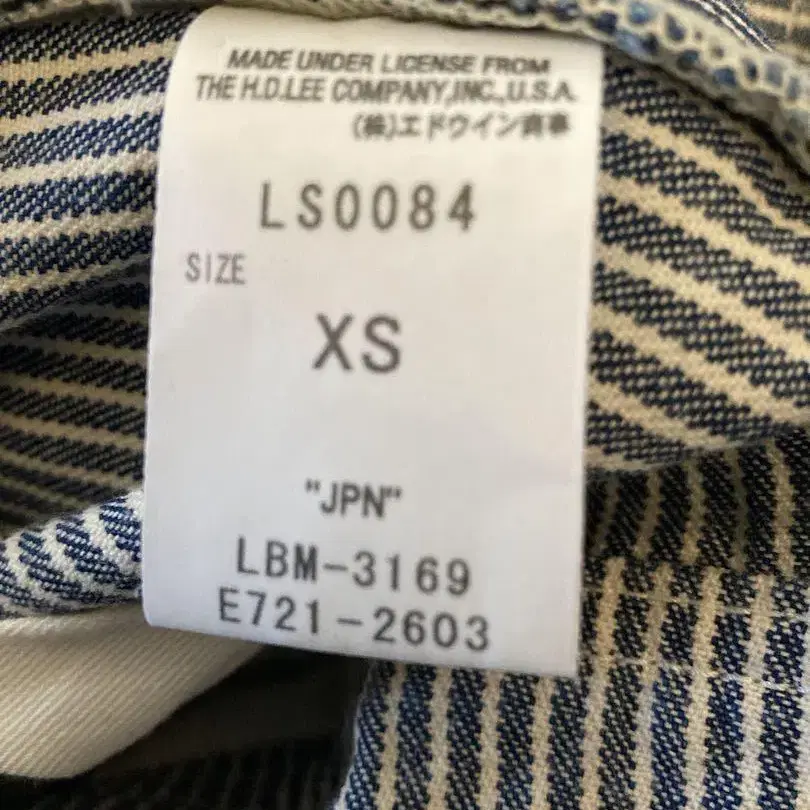 MADE UNDER LICENSE FROM
THE H.D.LEE COMPANY,INC.,U.S.A.
(株)エドウイン商事
LS0084
SIZE
XS
"JPN"
LBM-3169
E721-2603